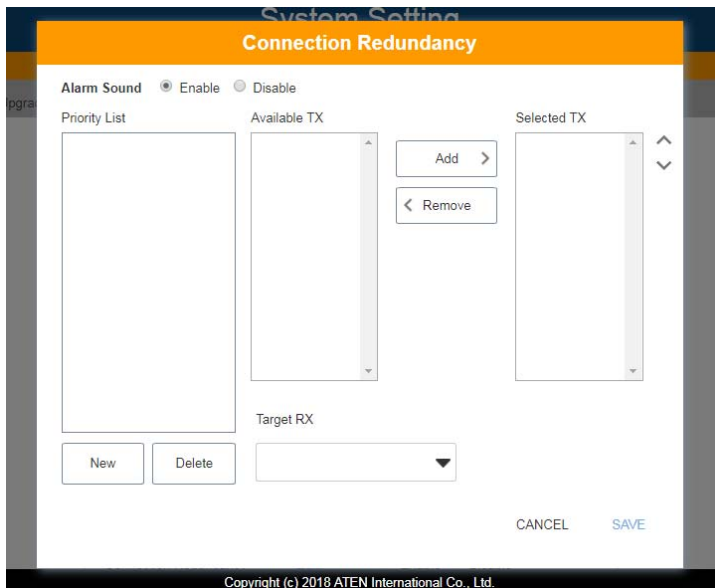 System Setting
Connection Redundancy
Alarm Sound Enable Disable
Priority List Available TX Selected TX
Add
Remove
Target RX
New Delete
CANCEL SAVE
Copyright (c) 2018 ATEN International Co., Ltd.